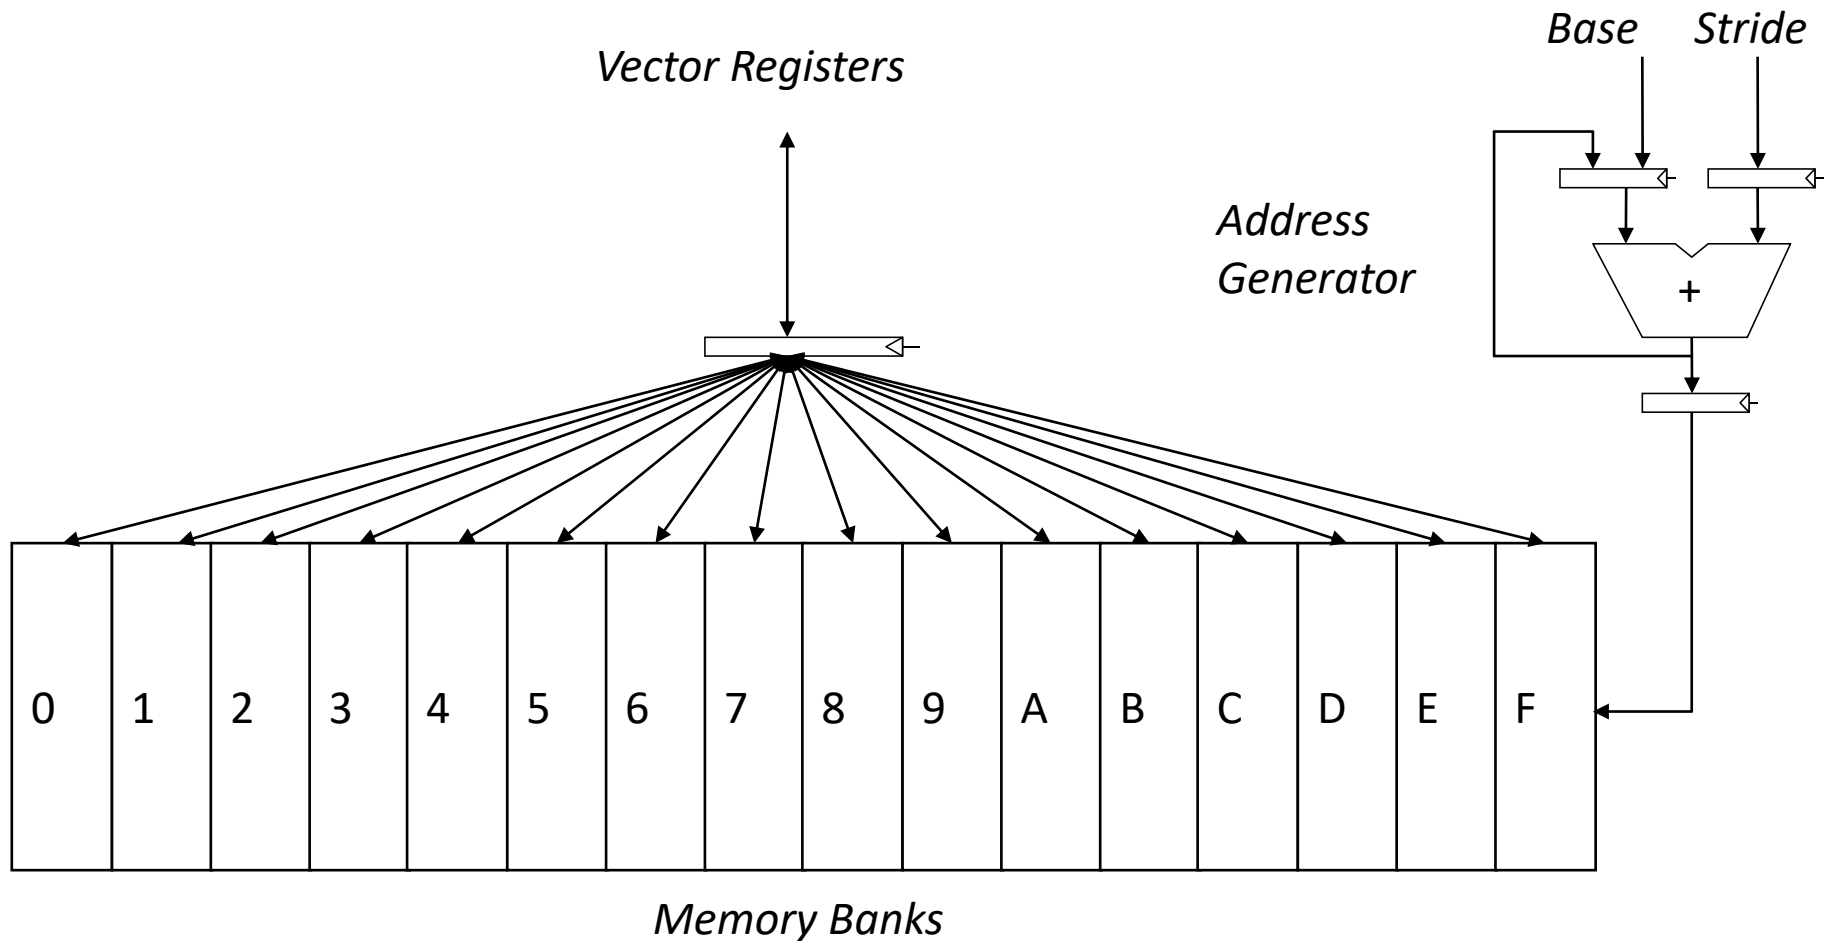 Base Stride
Vector Registers
Address
Generator
+
0 1 2 3 4 5 6 7 8 9 A B C D E F
Memory Banks